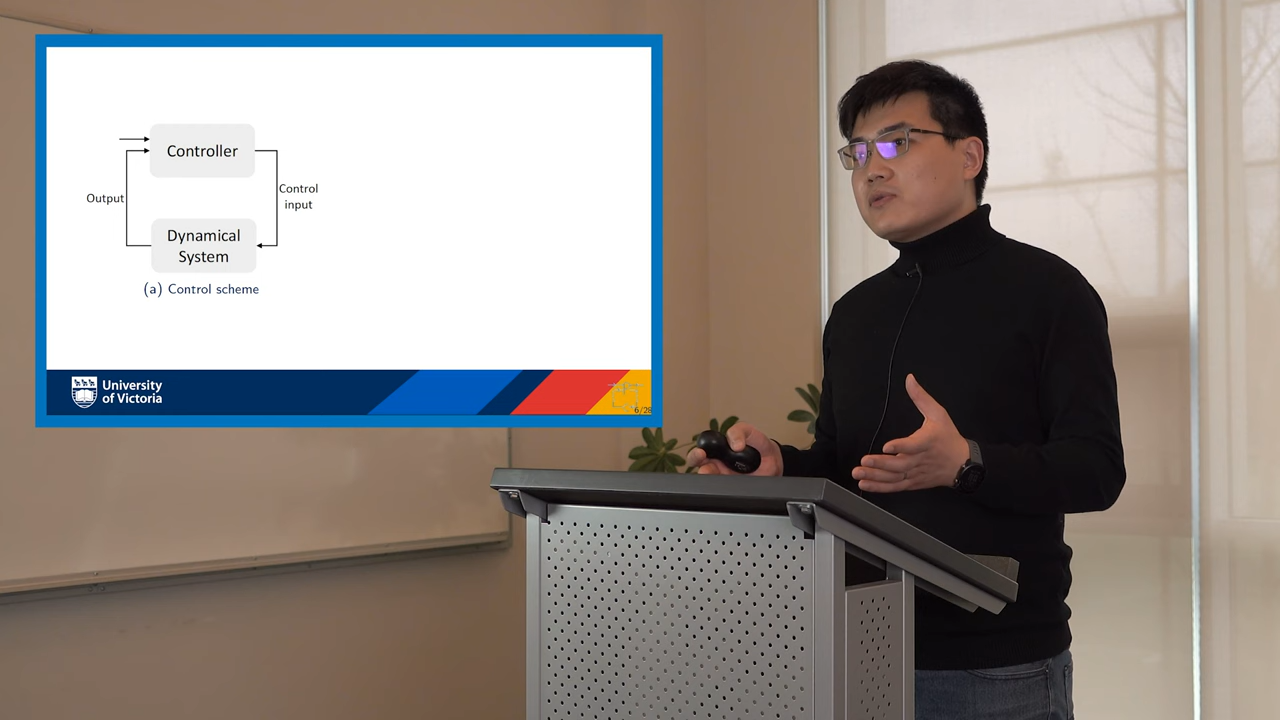 Controller
Output
Control
input
Dynamical
System
(a) Control scheme
University
of Victoria
6/28